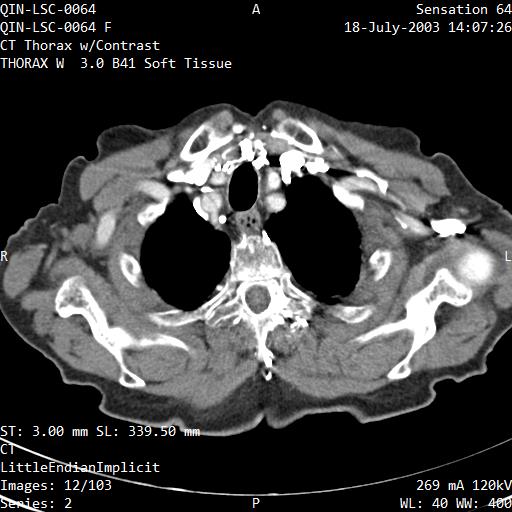 QIN-LSC-0064
A
Sensation 64
QIN-LSC-0064 F
18-July-2003 14:07:26
CT Thorax w/Contrast
THORAX W  3.0 B41 Soft Tissue
R
L
ST: 3.00 mm SL: 339.50 mm
CT
LittleEndianImplicit
Images: 12/103
269 mA 120kV
Series: 2
P
WL: 40 WW: 400